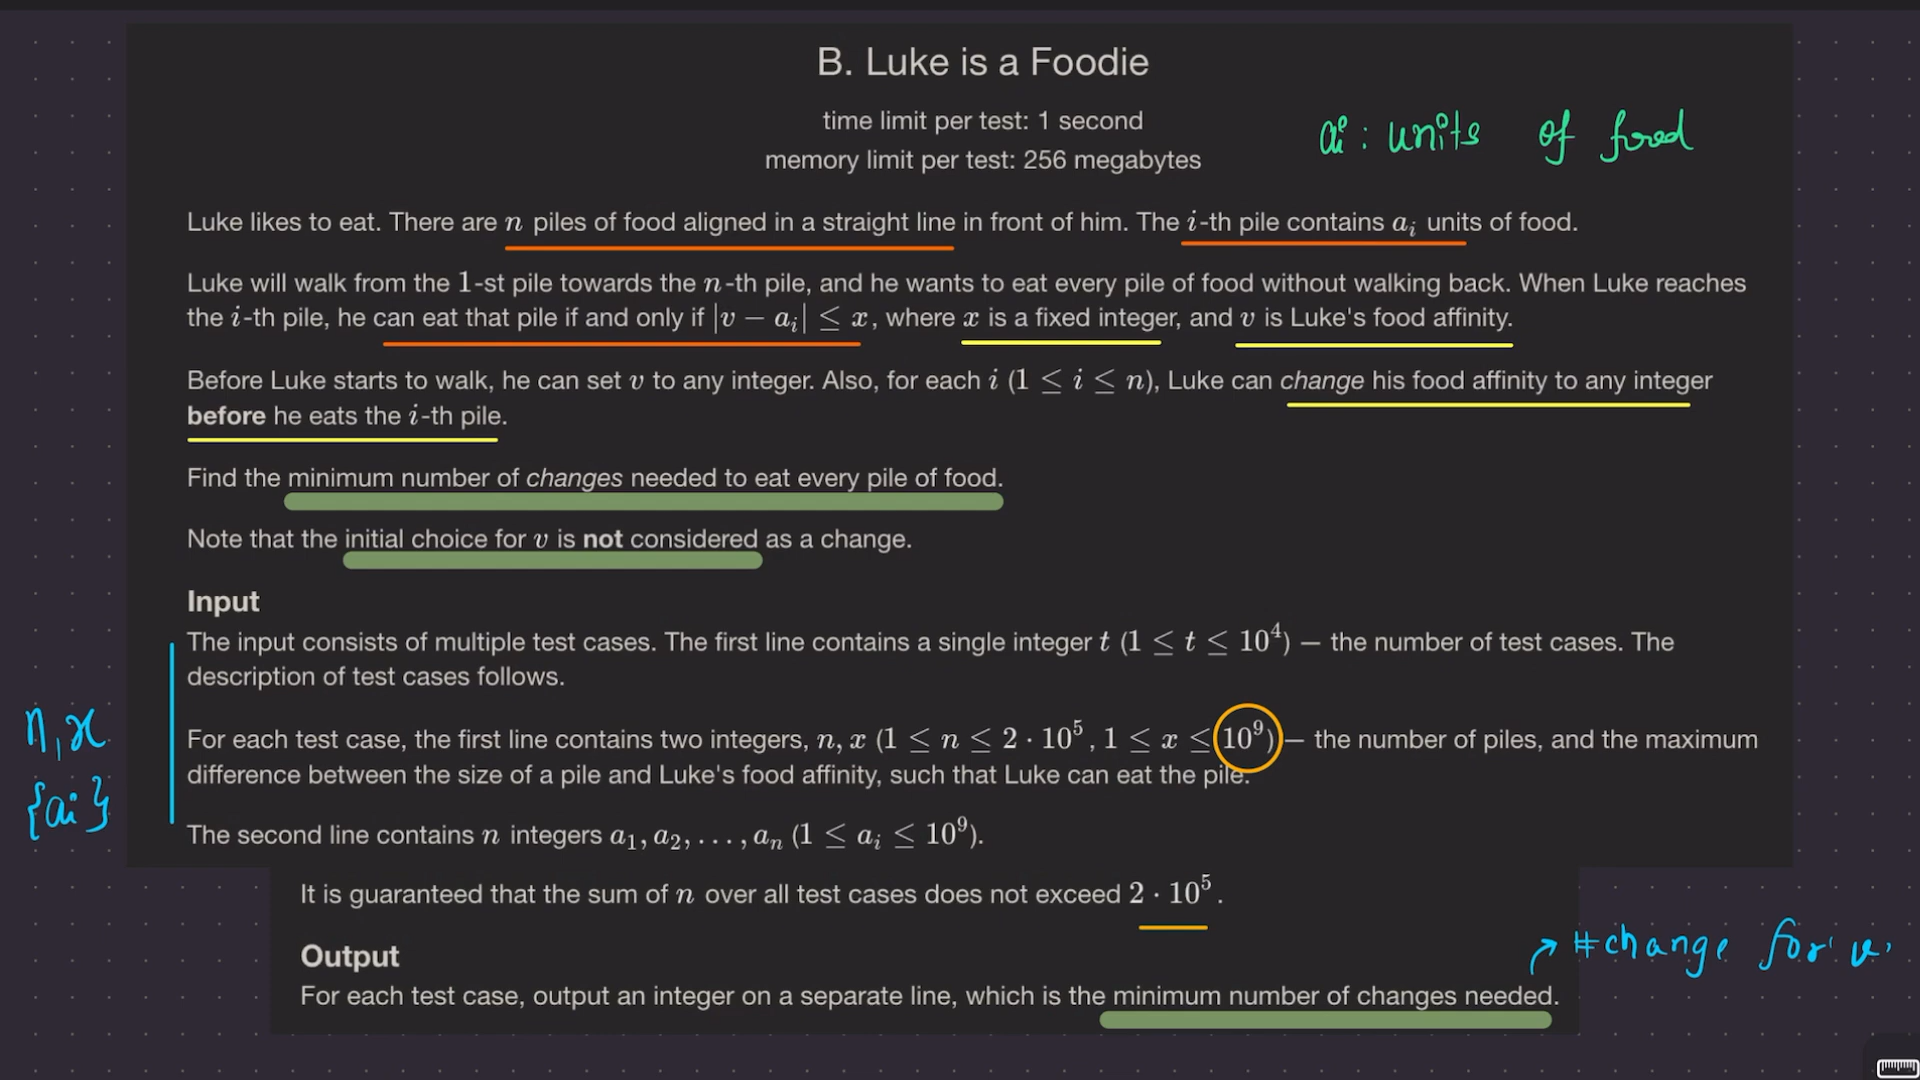 B. Luke is a Foodie
time limit per test: 1 second
memory limit per test: 256 megabytes
aᵢ : units of food
Luke likes to eat. There are n piles of food aligned in a straight line in front of him. The i-th pile contains aᵢ units of food.
Luke will walk from the 1-st pile towards the n-th pile, and he wants to eat every pile of food without walking back. When Luke reaches
the i-th pile, he can eat that pile if and only if |v − aᵢ| ≤ x, where x is a fixed integer, and v is Luke's food affinity.
Before Luke starts to walk, he can set v to any integer. Also, for each i (1 ≤ i ≤ n), Luke can change his food affinity to any integer
before he eats the i-th pile.
Find the minimum number of changes needed to eat every pile of food.
Note that the initial choice for v is not considered as a change.
Input
The input consists of multiple test cases. The first line contains a single integer t (1 ≤ t ≤ 10⁴) — the number of test cases. The
description of test cases follows.
n, x
For each test case, the first line contains two integers, n, x (1 ≤ n ≤ 2 · 10⁵, 1 ≤ x ≤ 10⁹) — the number of piles, and the maximum
difference between the size of a pile and Luke's food affinity, such that Luke can eat the pile.
{aᵢ}
The second line contains n integers a₁, a₂, . . . , aₙ (1 ≤ aᵢ ≤ 10⁹).
It is guaranteed that the sum of n over all test cases does not exceed 2 · 10⁵.
# change for v.
Output
For each test case, output an integer on a separate line, which is the minimum number of changes needed.